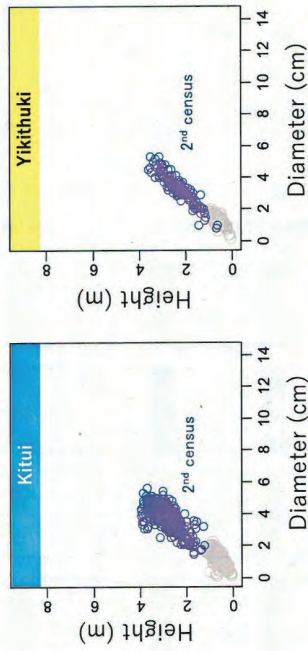 Kitui
Height (m)
8
6
4
2
0
2nd census
0 2 4 6 8 10 12 14
Diameter (cm)
Yikithuki
Height (m)
8
6
4
2
0
2nd census
0 2 4 6 8 10 12 14
Diameter (cm)